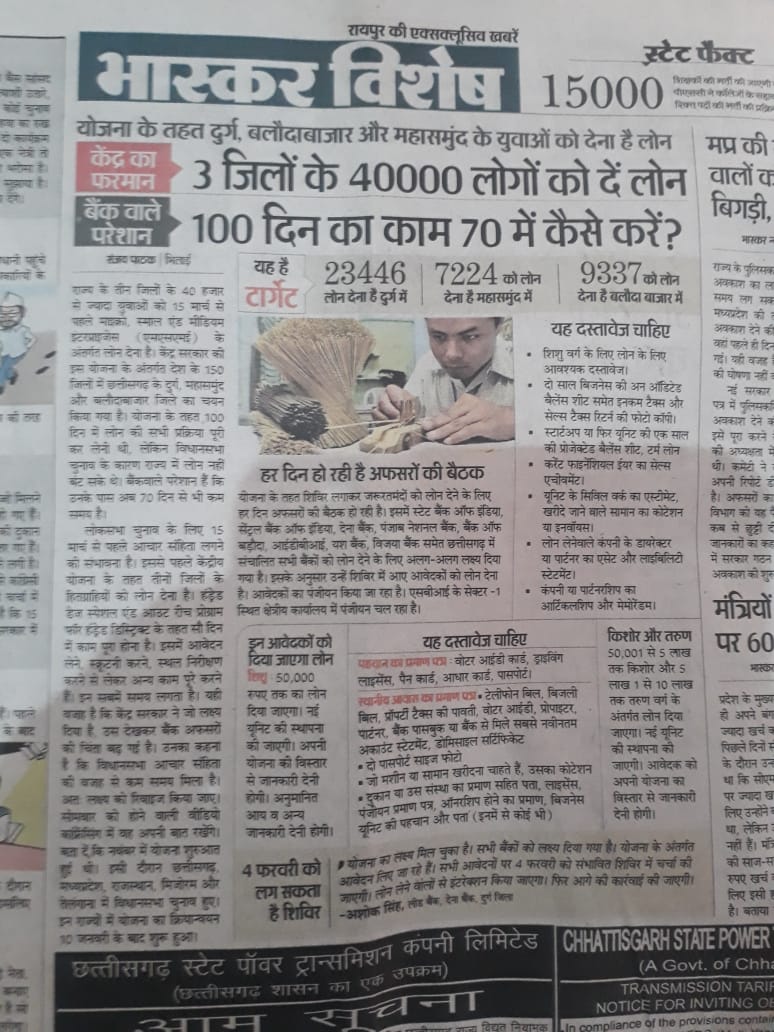 रायपुर की एक्सक्लूसिव खबरें
भास्कर विशेष
स्टेट फैक्ट
15000
योजना के तहत दुर्ग, बलौदाबाजार और महासमुंद के युवाओं को देना है लोन
केंद्र का
फरमान
3 जिलों के 40000 लोगों को दें लोन
बैंक वाले
परेशान
100 दिन का काम 70 में कैसे करें?
संजय पाठक | भिलाई
राज्य के तीन जिलों के 40 हजार
से ज्यादा युवाओं को 15 मार्च से
पहले माइक्रो, स्माल एंड मीडियम
इंटरप्राइजेस (एमएसएमई) के
अंतर्गत लोन देना है। केंद्र सरकार की
इस योजना के अंतर्गत देश के 150
जिलों में छत्तीसगढ़ के दुर्ग, महासमुंद
और बलौदाबाजार जिले का चयन
किया गया है। योजना के तहत 100
दिन में लोन की सभी प्रक्रिया पूरी
कर लेनी थी, लेकिन विधानसभा
चुनाव के कारण राज्य में लोन नहीं
बंट सके थे। बैंकवाले परेशान हैं कि
उनके पास अब 70 दिन से भी कम
समय है।
लोकसभा चुनाव के लिए 15
मार्च से पहले आचार संहिता लगने
की संभावना है। इससे पहले केंद्रीय
योजना के तहत तीनों जिलों के
हितग्राहियों को लोन देना है। हंड्रेड
डेज स्पेशल एंड आउट रीच प्रोग्राम
फॉर हंड्रेड डिस्ट्रिक्ट के तहत सौ दिन
में काम पूरा होना है। इसमें आवेदन
लेने, स्क्रूटनी करने, स्थल निरीक्षण
करने से लेकर अन्य काम पूरे करने
हैं। इन सबमें समय लगता है। यही
वजह है कि केंद्र सरकार ने जो लक्ष्य
दिया है, उस देखकर बैंक अफसरों
की चिंता बढ़ गई है। उनका कहना
है कि विधानसभा आचार संहिता
की वजह से कम समय मिला है।
अतः लक्ष्य को रिवाइज किया जाए।
सोमवार को होने वाली वीडियो
कांफ्रेंसिंग में वह अपनी बात रखेंगे।
बता दें कि नवंबर में योजना शुरुआत
हुई थी। इसी दौरान छत्तीसगढ़,
मध्यप्रदेश, राजस्थान, मिजोरम और
तेलंगाना में विधानसभा चुनाव हुए।
इन राज्यों में योजना का क्रियान्वयन
10 जनवरी के बाद शुरू हुआ।
यह है
टार्गेट
23446
लोन देना है दुर्ग में
7224 को लोन
देना है महासमुंद में
9337 को लोन
देना है बलौदा बाजार में
हर दिन हो रही है अफसरों की बैठक
योजना के तहत शिविर लगाकर जरूरतमंदों को लोन देने के लिए
हर दिन अफसरों की बैठक हो रही है। इसमें स्टेट बैंक ऑफ इंडिया,
सेंट्रल बैंक ऑफ इंडिया, देना बैंक, पंजाब नेशनल बैंक, बैंक ऑफ
बड़ौदा, आईडीबीआई, यश बैंक, विजया बैंक समेत छत्तीसगढ़ में
संचालित सभी बैंकों को लोन देने के लिए अलग-अलग लक्ष्य दिया
गया है। इसके अनुसार उन्हें शिविर में आए आवेदकों को लोन देना
है। आवेदकों का पंजीयन किया जा रहा है। एसबीआई के सेक्टर -1
स्थित क्षेत्रीय कार्यालय में पंजीयन चल रहा है।
यह दस्तावेज चाहिए
• शिशु वर्ग के लिए लोन के लिए
आवश्यक दस्तावेज।
• दो साल बिजनेस की अन ऑडिटेड
बैलेंस शीट समेत इनकम टैक्स और
सेल्स टैक्स रिटर्न की फोटो कॉपी।
• स्टार्टअप या फिर यूनिट की एक साल
की प्रोजेक्टेड बैलेंस शीट, टर्म लोन
• करेंट फाइनेंशियल ईयर का सेल्स
एचीवमेंट।
• यूनिट के सिविल वर्क का एस्टीमेट,
खरीदे जाने वाले सामान का कोटेशन
या इनवॉयस।
• लोन लेनेवाले कंपनी के डायरेक्टर
या पार्टनर का एसेट और लाइबिलिटी
स्टेटमेंट।
• कंपनी या पार्टनरशिप का
आर्टिकलशिप और मेमोरेंडम।
इन आवेदकों को
दिया जाएगा लोन
शिशु : 50,000
रुपए तक का लोन
दिया जाएगा। नई
यूनिट की स्थापना
की जाएगी। अपनी
योजना की विस्तार
से जानकारी देनी
होगी। अनुमानित
आय व अन्य
जानकारी देनी होगी।
यह दस्तावेज चाहिए
पहचान का प्रमाण पत्र : वोटर आईडी कार्ड, ड्राइविंग
लाइसेंस, पैन कार्ड, आधार कार्ड, पासपोर्ट।
स्थानीय आवास का प्रमाण पत्र • टेलीफोन बिल, बिजली
बिल, प्रॉपर्टी टैक्स की पावती, वोटर आईडी, प्रोपाइटर,
पार्टनर, बैंक पासबुक या बैंक से मिले सबसे नवीनतम
अकाउंट स्टेटमेंट, डोमिसाइल सर्टिफिकेट
• दो पासपोर्ट साइज फोटो
• जो मशीन या सामान खरीदना चाहते हैं, उसका कोटेशन
• दुकान या उस संस्था का प्रमाण सहित पता, लाइसेंस,
पंजीयन प्रमाण पत्र, ऑनरशिप होने का प्रमाण, बिजनेस
यूनिट की पहचान और पता (इनमें से कोई भी)
किशोर और तरुण
50,001 से 5 लाख
तक किशोर और 5
लाख 1 से 10 लाख
तक तरुण वर्ग के
अंतर्गत लोन दिया
जाएगा। नई यूनिट
की स्थापना की
जाएगी। आवेदक को
अपनी योजना का
विस्तार से जानकारी
देनी होगी।
4 फरवरी को
लग सकता
है शिविर
योजना का लक्ष्य मिल चुका है। सभी बैंकों को लक्ष्य दिया गया है। योजना के अंतर्गत
आवेदन लिए जा रहे हैं। सभी आवेदनों पर 4 फरवरी को संभावित शिविर में चर्चा की
जाएगी। लोन लेने वालों से इंटरेक्शन किया जाएगा। फिर आगे की कार्रवाई की जाएगी।
-अशोक सिंह, लीड बैंक, देना बैंक, दुर्ग जिला
मप्र की
वालों क
बिगड़ी,
मंत्रियों
पर 60
छत्तीसगढ़ स्टेट पॉवर ट्रान्समिशन कंपनी लिमिटेड
(छत्तीसगढ़ शासन का एक उपक्रम)
आम सूचना
CHHATTISGARH STATE POWER
(A Govt. of Chha
TRANSMISSION TARIF
NOTICE FOR INVITING O
In compliance of the provisions contai